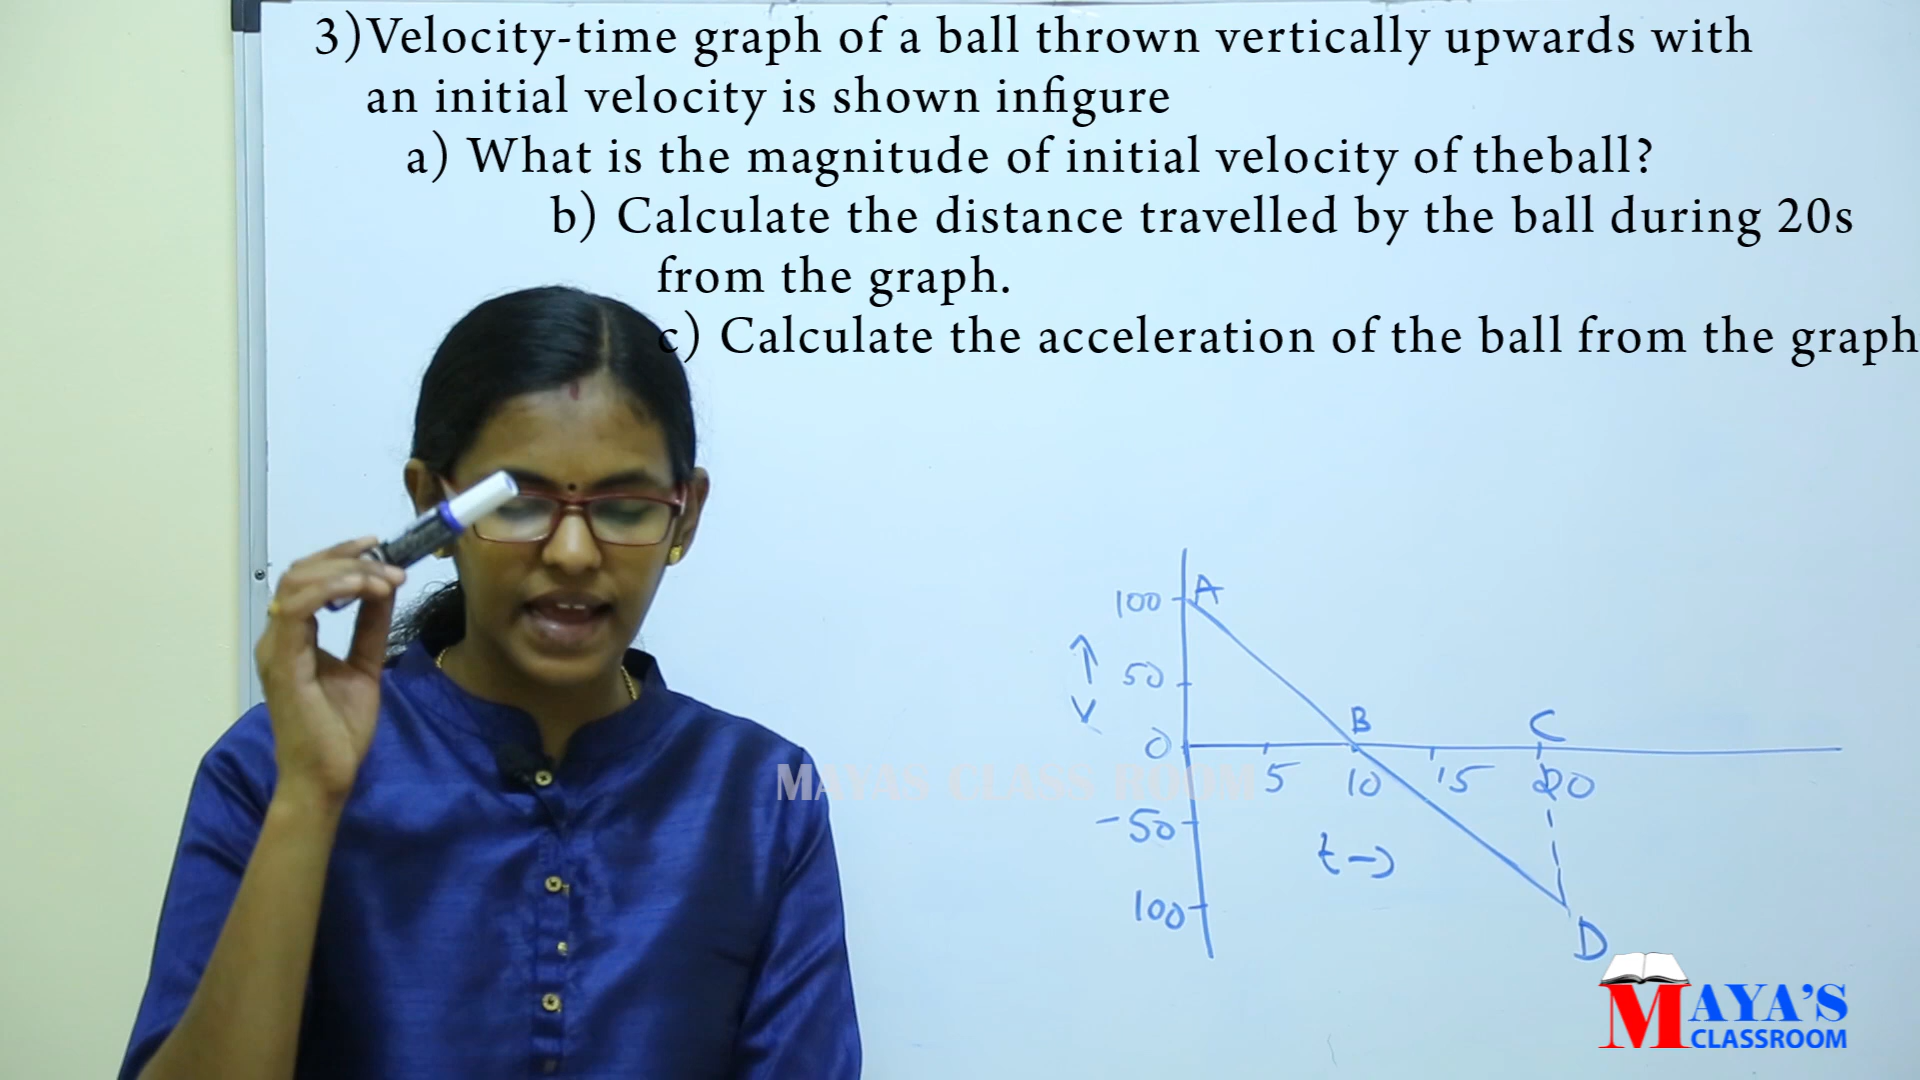 3)Velocity-time graph of a ball thrown vertically upwards with
an initial velocity is shown infigure
a) What is the magnitude of initial velocity of theball?
b) Calculate the distance travelled by the ball during 20s
from the graph.
c) Calculate the acceleration of the ball from the graph
A
100
50
V
B
C
0
5
10
15
20
MAYAS CLASS ROOM
-50
t→
100
D
MAYA'S
CLASSROOM